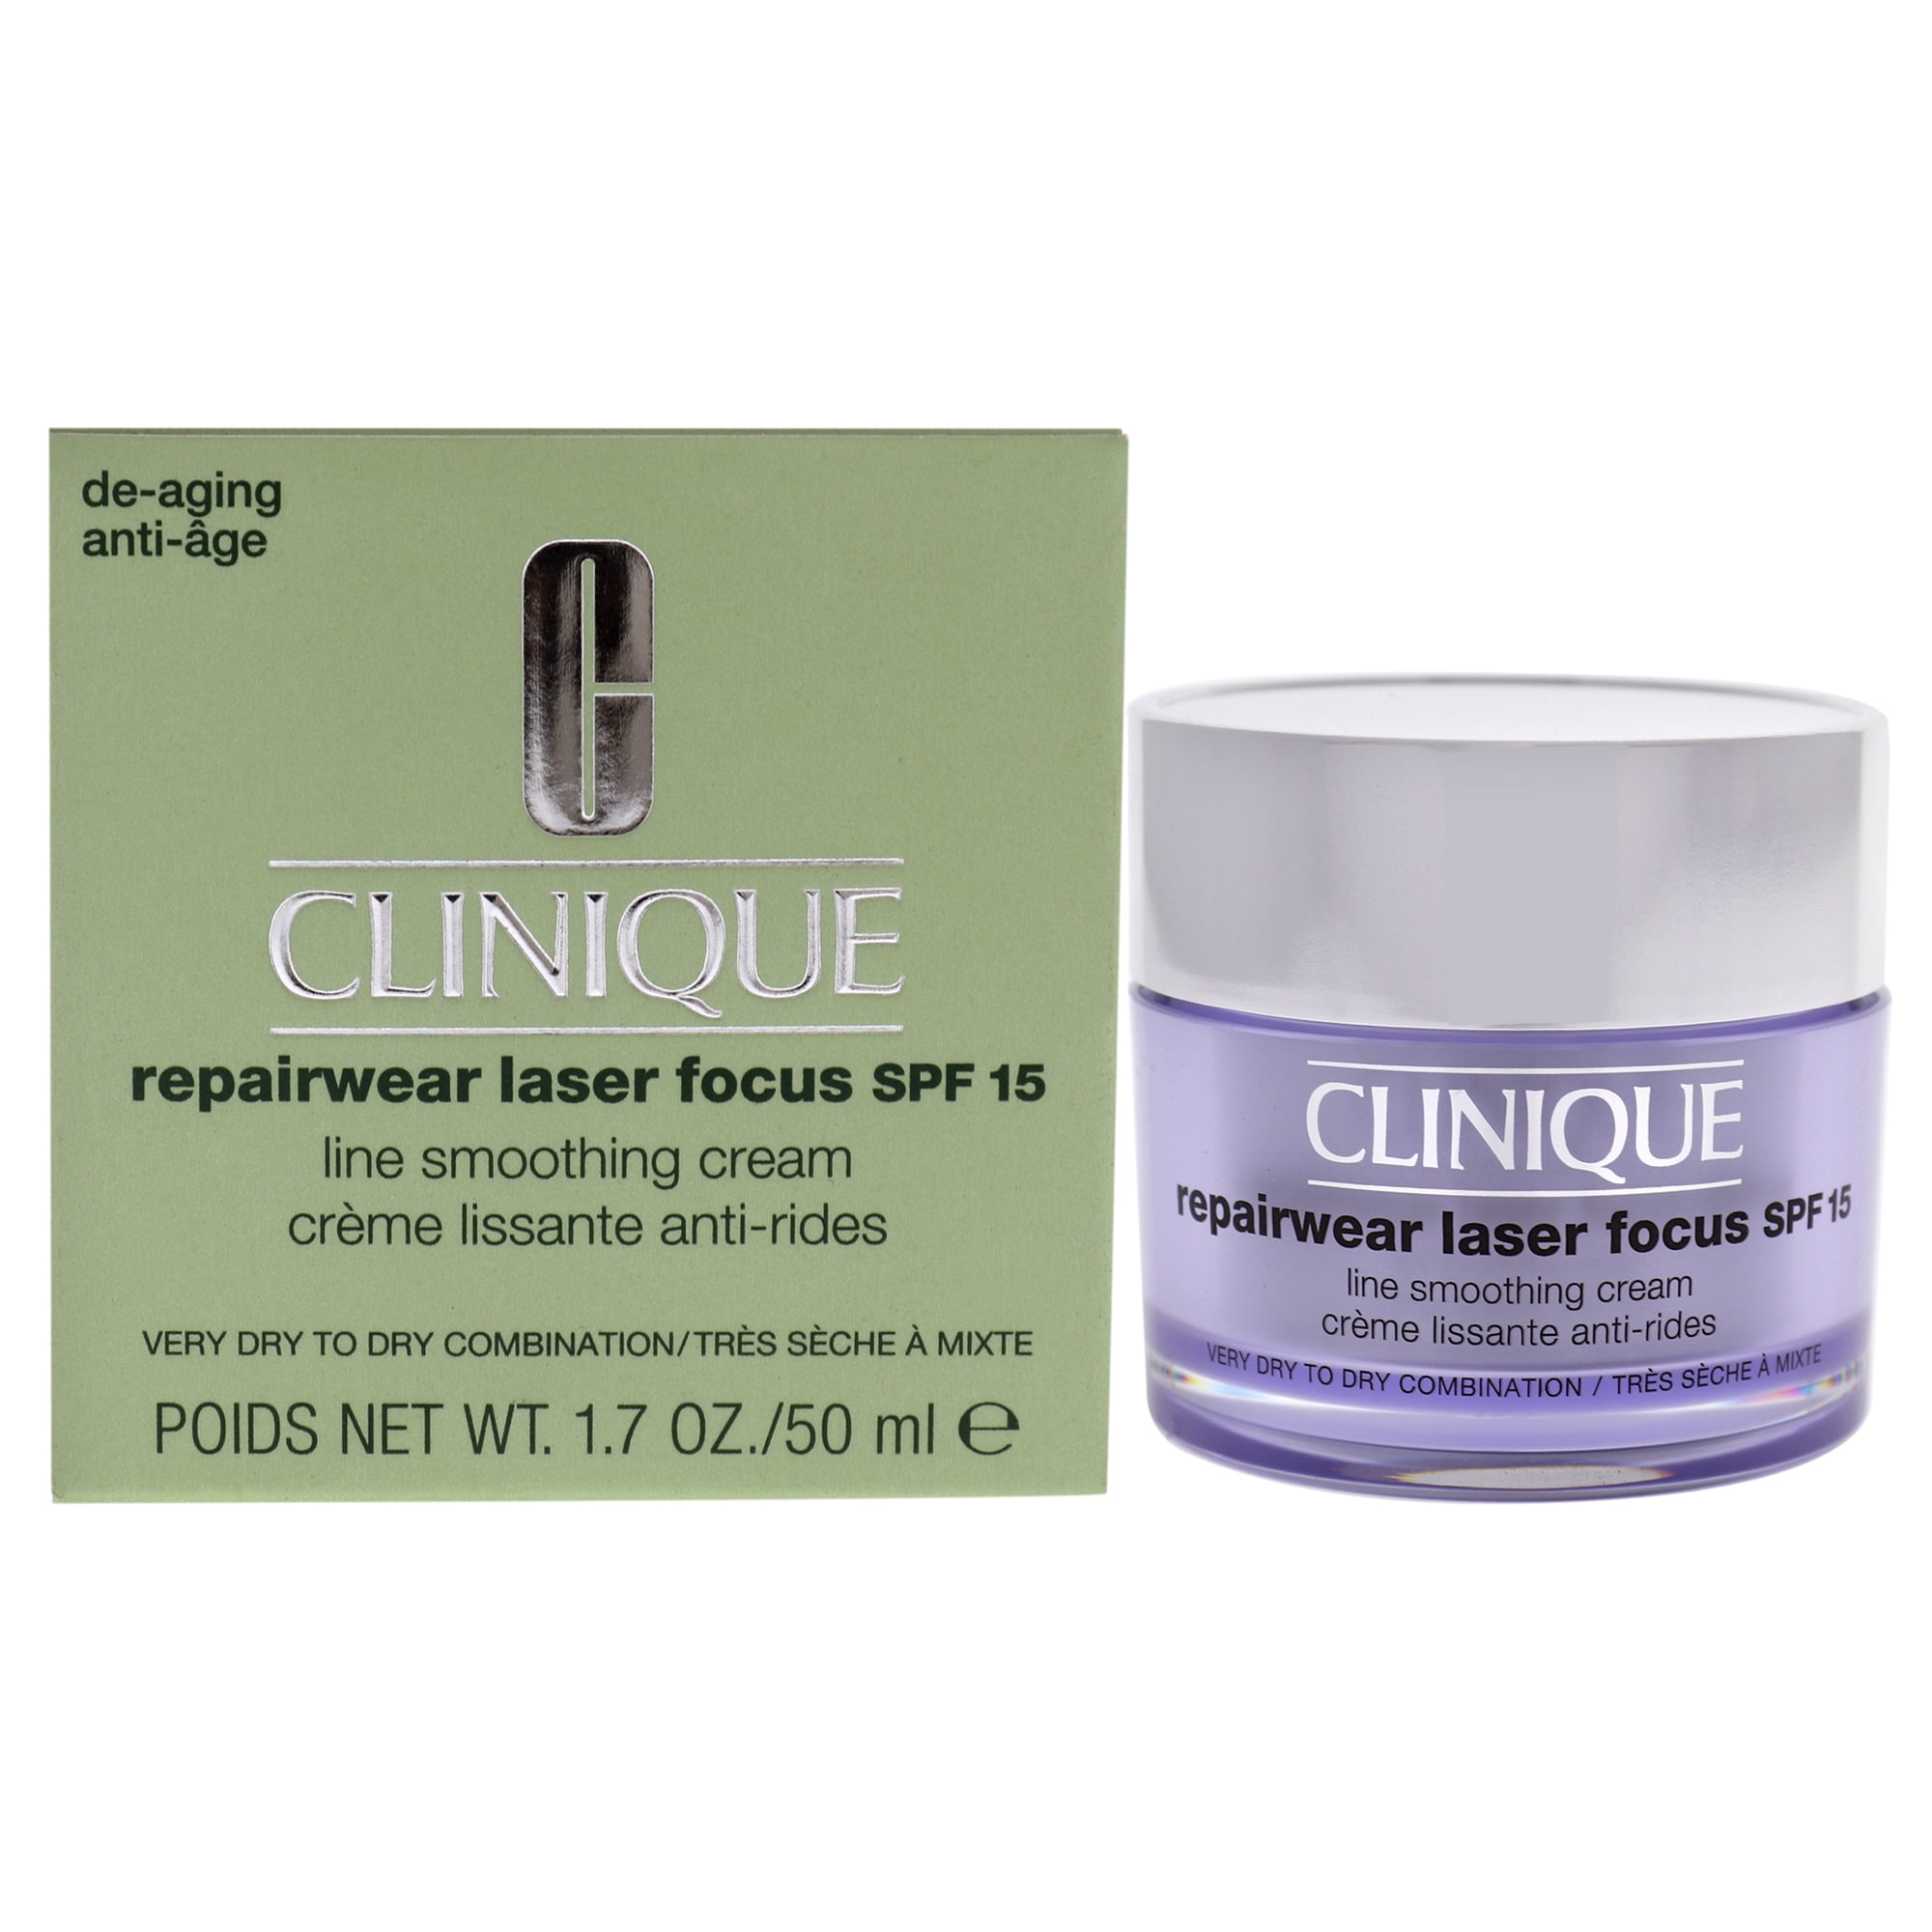 de-aging
anti-âge
C
CLINIQUE
repairwear laser focus SPF 15
line smoothing cream
crème lissante anti-rides
VERY DRY TO DRY COMBINATION/TRÈS SÈCHE À MIXTE
POIDS NET WT. 1.7 OZ./50 ml ℮
CLINIQUE
repairwear laser focus SPF 15
line smoothing cream
crème lissante anti-rides
VERY DRY TO DRY COMBINATION / TRÈS SÈCHE À MIXTE